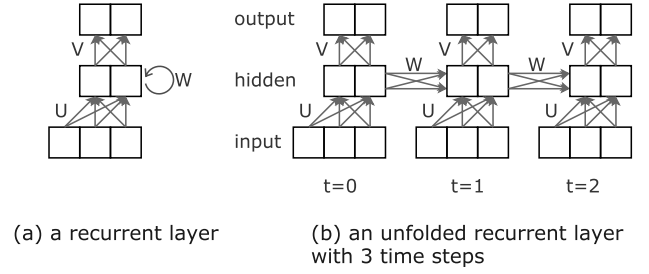 output
V V V V
W W W
hidden
U U U U
input
t=0 t=1 t=2
(a) a recurrent layer
(b) an unfolded recurrent layer
with 3 time steps